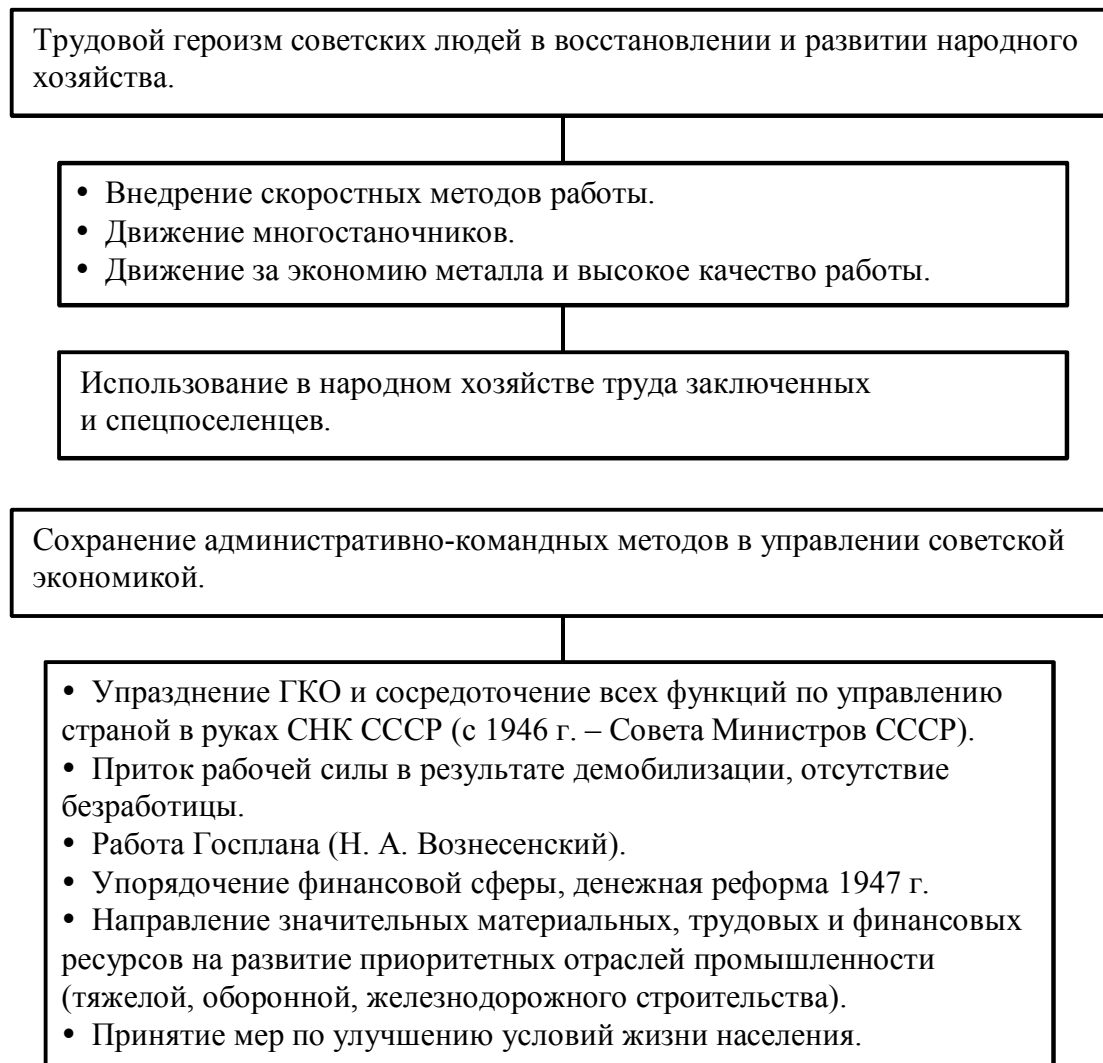 Трудовой героизм советских людей в восстановлении и развитии народного
хозяйства.
• Внедрение скоростных методов работы.
• Движение многостаночников.
• Движение за экономию металла и высокое качество работы.
Использование в народном хозяйстве труда заключенных
и спецпоселенцев.
Сохранение административно-командных методов в управлении советской
экономикой.
• Упразднение ГКО и сосредоточение всех функций по управлению
страной в руках СНК СССР (с 1946 г. – Совета Министров СССР).
• Приток рабочей силы в результате демобилизации, отсутствие
безработицы.
• Работа Госплана (Н. А. Вознесенский).
• Упорядочение финансовой сферы, денежная реформа 1947 г.
• Направление значительных материальных, трудовых и финансовых
ресурсов на развитие приоритетных отраслей промышленности
(тяжелой, оборонной, железнодорожного строительства).
• Принятие мер по улучшению условий жизни населения.